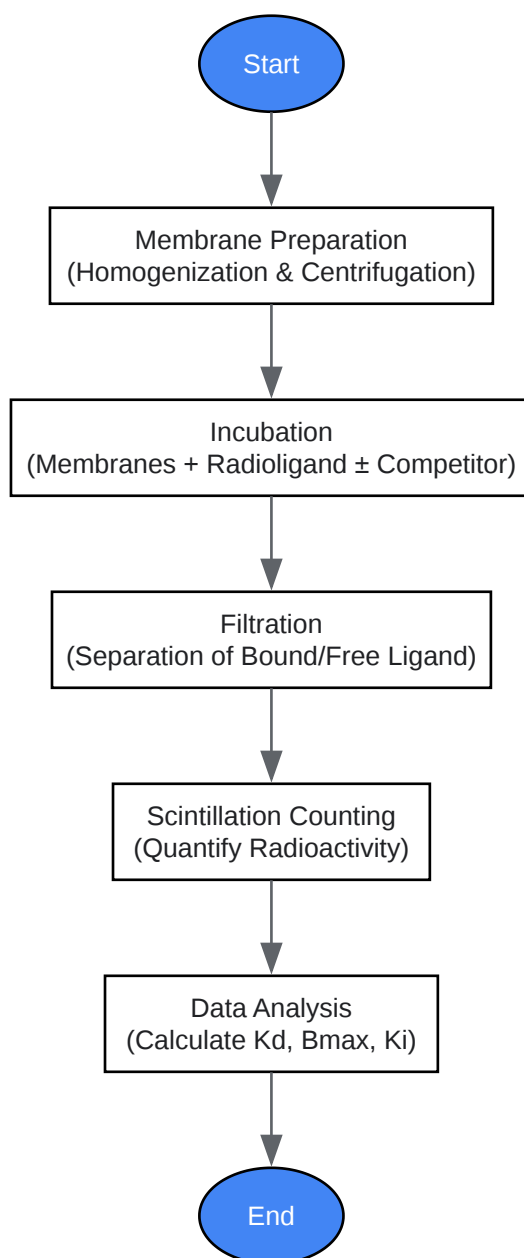 Start
Membrane Preparation
(Homogenization & Centrifugation)
Incubation
(Membranes + Radioligand ± Competitor)
Filtration
(Separation of Bound/Free Ligand)
Scintillation Counting
(Quantify Radioactivity)
Data Analysis
(Calculate Kd, Bmax, Ki)
End